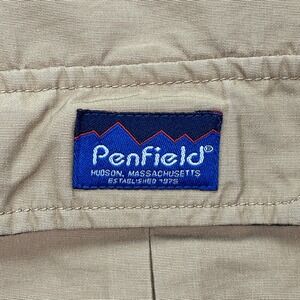 Penfield®
HUDSON, MASSACHUSETTS
ESTABLISHED 1975